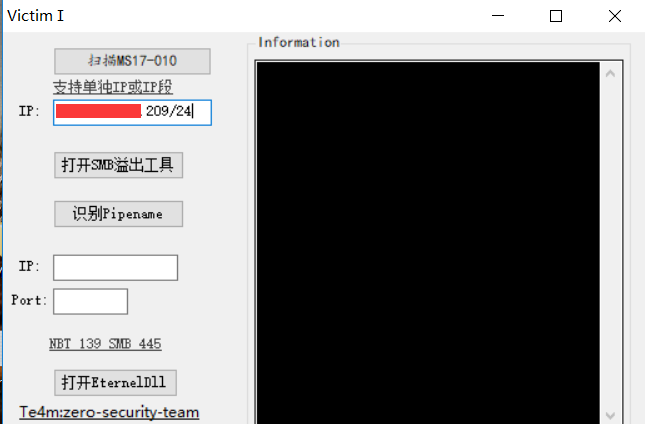 Victim I
Information
扫描MS17-010
支持单独IP或IP段
IP: .209/24
打开SMB溢出工具
识别Pipename
IP:
Port:
NBT 139 SMB 445
打开EternelDll
Te4m:zero-security-team